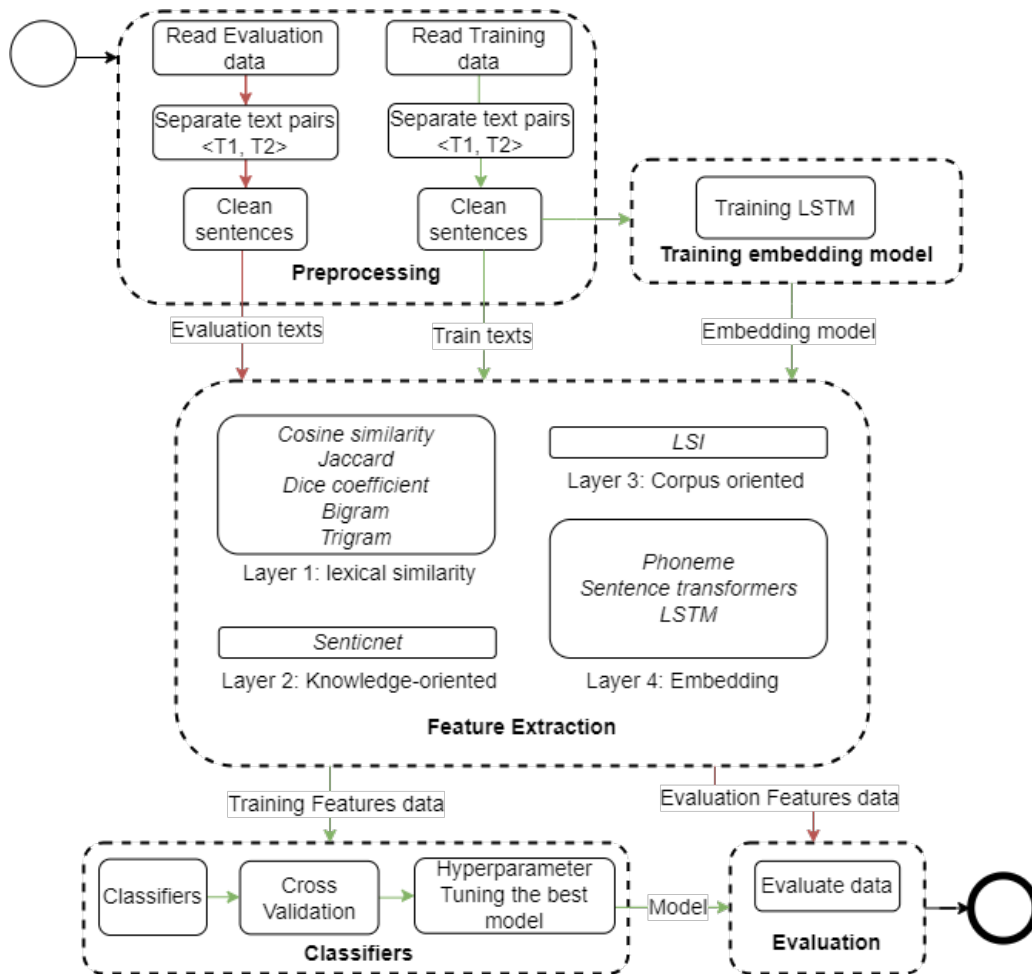 Read Evaluation
data
Read Training
data
Separate text pairs
<T1, T2>
Separate text pairs
<T1, T2>
Clean
sentences
Clean
sentences
Preprocessing
Training LSTM
Training embedding model
Evaluation texts
Train texts
Embedding model
Cosine similarity
Jaccard
Dice coefficient
Bigram
Trigram
Layer 1: lexical similarity
LSI
Layer 3: Corpus oriented
Phoneme
Sentence transformers
LSTM
Senticnet
Layer 2: Knowledge-oriented
Layer 4: Embedding
Feature Extraction
Training Features data
Evaluation Features data
Classifiers
Cross
Validation
Hyperparameter
Tuning the best
model
Classifiers
Model
Evaluate data
Evaluation